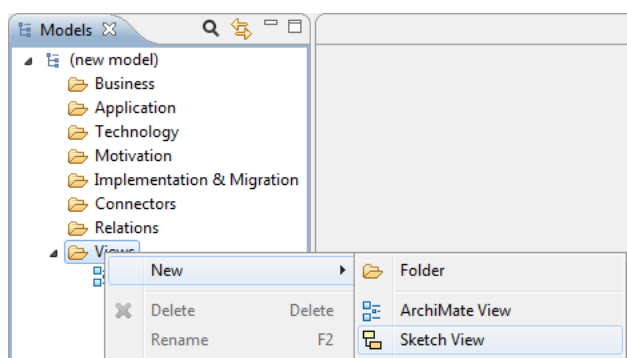 Models
(new model)
Business
Application
Technology
Motivation
Implementation & Migration
Connectors
Relations
Views
New
Folder
Delete Delete
ArchiMate View
Rename F2
Sketch View